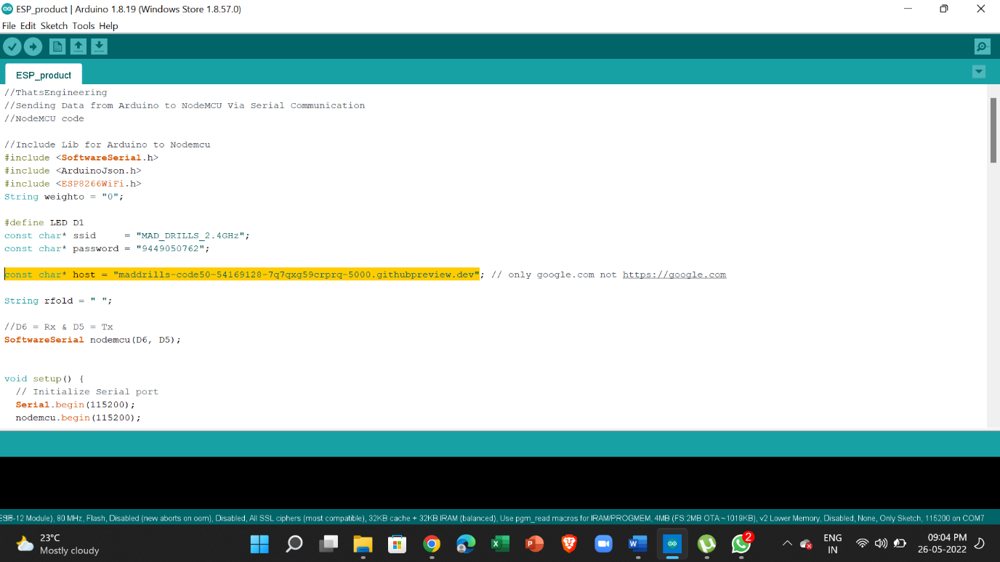 ESP_product | Arduino 1.8.19 (Windows Store 1.8.57.0)
File Edit Sketch Tools Help
ESP_product
//ThatsEngineering
//Sending Data from Arduino to NodeMCU Via Serial Communication
//NodeMCU code
//Include Lib for Arduino to Nodemcu
#include <SoftwareSerial.h>
#include <ArduinoJson.h>
#include <ESP8266WiFi.h>
String weighto = "0";
#define LED D1
const char* ssid     = "MAD_DRILLS_2.4GHz";
const char* password = "9449050762";
const char* host = "maddrills-code50-54169128-7q7qxg59crprq-5000.githubpreview.dev"; // only google.com not https://google.com
String rfold = " ";
//D6 = Rx & D5 = Tx
SoftwareSerial nodemcu(D6, D5);
void setup() {
  // Initialize Serial port
  Serial.begin(115200);
  nodemcu.begin(115200);
-12 Module), 80 MHz, Flash, Disabled (new aborts on oom), Disabled, All SSL ciphers (most compatible), 32KB cache + 32KB IRAM (balanced), Use pgm_read macros for IRAM/PROGMEM, 4MB (FS:2MB OTA:~1019KB), v2 Lower Memory, Disabled, None, Only Sketch, 115200 on COM7
23°C
Mostly cloudy
2
ENG
IN
09:04 PM
26-05-2022